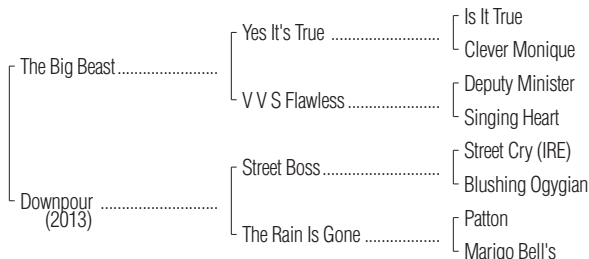 Is It True
Yes It's True
Clever Monique
The Big Beast
Deputy Minister
V V S Flawless
Singing Heart
Street Cry (IRE)
Street Boss
Blushing Ogygian
Downpour
(2013)
Patton
The Rain Is Gone
Marigo Bell's